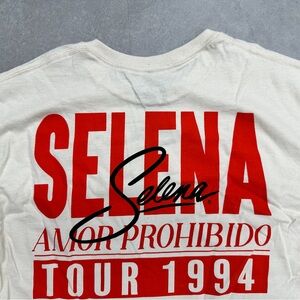 SELENA
Selena
AMOR PROHIBIDO
TOUR 1994